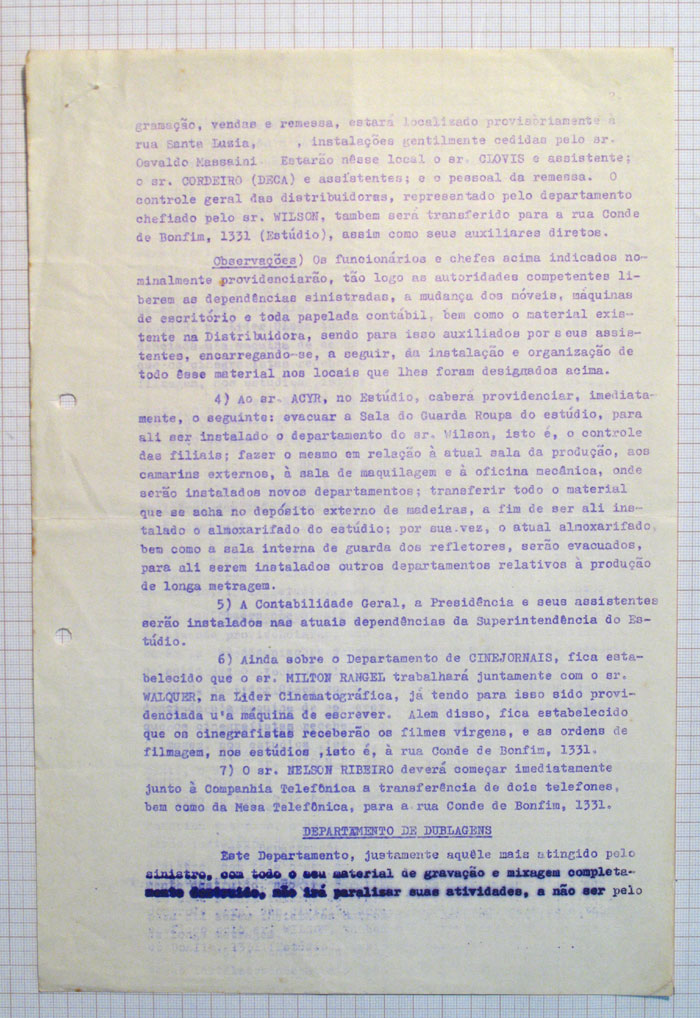 2.
gramação, vendas e remessa, estará localizado provisòriamente à
rua Santa Luzia, , instalações gentilmente cedidas pelo sr.
Osvaldo Massaini. Estarão nêsse local o sr. CLOVIS e assistente;
o sr. CORDEIRO (DECA) e assistentes; e o pessoal da remessa. O
controle geral das distribuidoras, representado pelo departamento
chefiado pelo sr. WILSON, tambem será transferido para a rua Conde
de Bonfim, 1331 (Estúdio), assim como seus auxiliares diretos.
Observações) Os funcionários e chefes acima indicados no-
minalmente providenciarão, tão logo as autoridades competentes li-
berem as dependências sinistradas, a mudança dos móveis, máquinas
de escritório e toda papelada contábil, bem como o material exis-
tente na Distribuidora, sendo para isso auxiliados por seus assis-
tentes, encarregando-se, a seguir, da instalação e organização de
todo êsse material nos locais que lhes foram designados acima.
4) Ao sr. ACYR, no Estúdio, caberá providenciar, imediata-
mente, o seguinte: evacuar a Sala do Guarda Roupa do estúdio, para
ali ser instalado o departamento do sr. Wilson, isto é, o controle
das filiais; fazer o mesmo em relação à atual sala da produção, aos
camarins externos, à sala de maquilagem e à oficina mecânica, onde
serão instalados novos departamentos; transferir todo o material
que se acha no depósito externo de madeiras, a fim de ser ali ins-
talado o almoxarifado do estúdio; por sua.vez, o atual almoxarifado,
bem como a sala interna de guarda dos refletores, serão evacuados,
para ali serem instalados outros departamentos relativos à produção
de longa metragem.
5) A Contabilidade Geral, a Presidência e seus assistentes
serão instalados nas atuais dependências da Superintendência do Es-
túdio.
6) Ainda sobre o Departamento de CINEJORNAIS, fica esta-
belecido que o sr. MILTON RANGEL trabalhará juntamente com o sr.
WALQUER, na Lider Cinematográfica, já tendo para isso sido provi-
denciada u'a máquina de escrever. Alem disso, fica estabelecido
que os cinegrafistas receberão os filmes virgens, e as ordens de
filmagem, nos estúdios ,isto é, à rua Conde de Bonfim, 1331.
7) O sr. NELSON RIBEIRO deverá começar imediatamente
junto à Companhia Telefônica a transferência de dois telefones,
bem como da Mesa Telefônica, para a rua Conde de Bonfim, 1331.
DEPARTAMENTO DE DUBLAGENS
Este Departamento, justamente aquêle mais atingido pelo
sinistro, com todo o seu material de gravação e mixagem completa-
mente destruido, não irá paralizar suas atividades, a não ser pelo